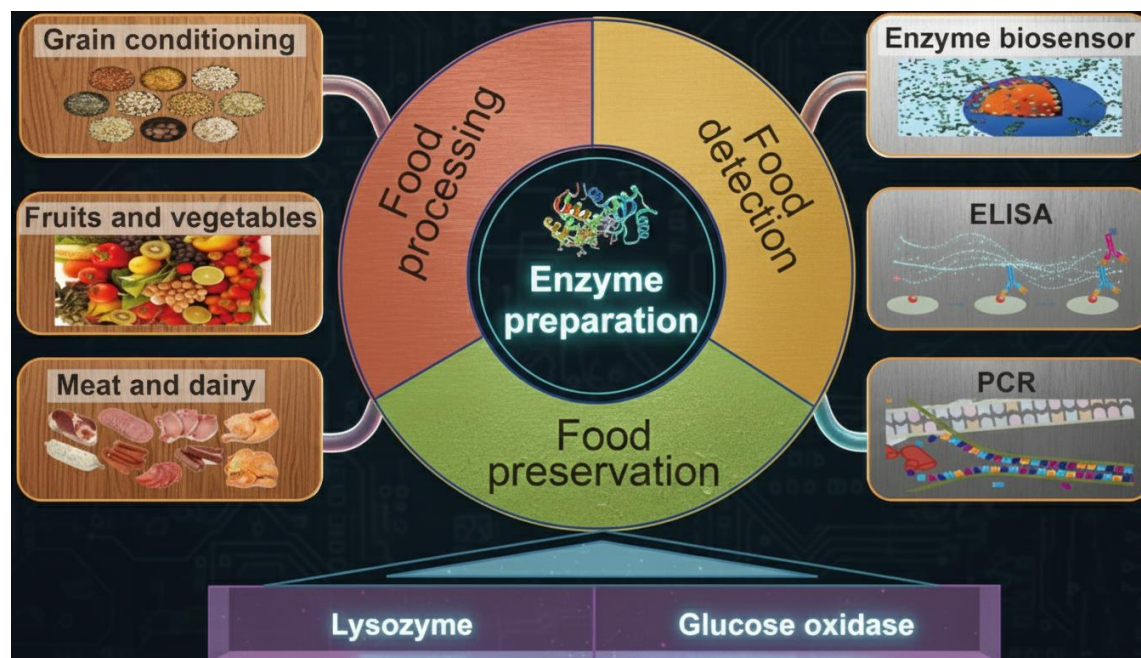 Grain conditioning
Fruits and vegetables
Meat and dairy
Food
processing
Food
detection
Enzyme
preparation
Food
preservation
Enzyme biosensor
ELISA
PCR
Lysozyme
Glucose oxidase